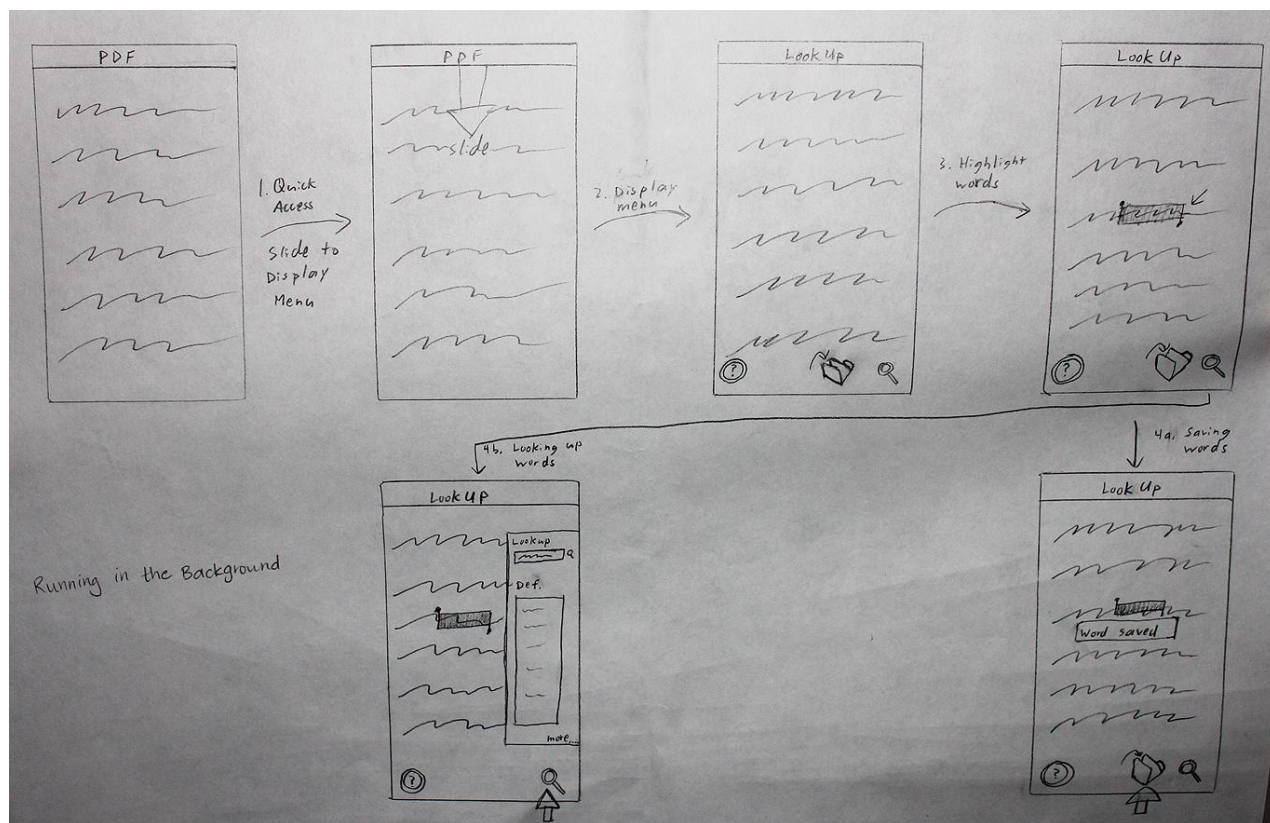 PDF
PDF
Look Up
Look Up
slide
1. Quick
Access
Slide to
Display
Menu
2. Display
menu
3. Highlight
words
?
?
4b. Looking up
words
4a. Saving
words
Look UP
Look Up
Lookup
Def.
Running in the Background
Word saved
more...
?
?